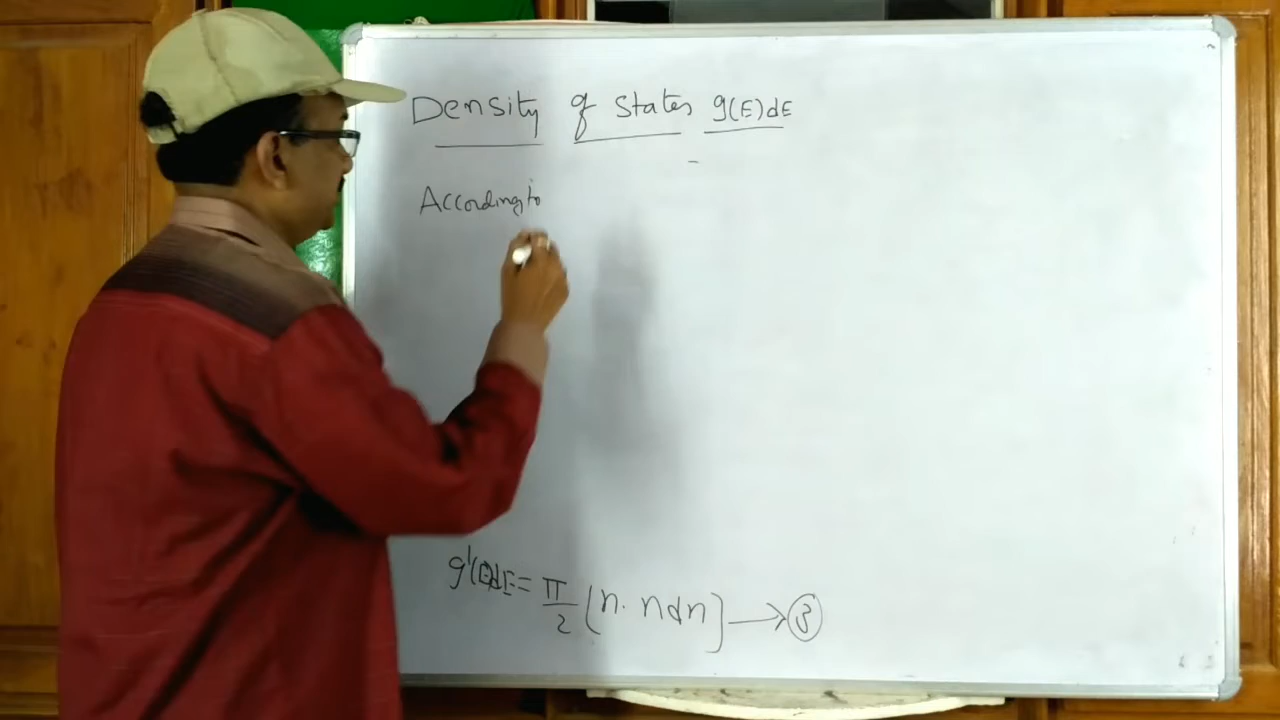 Density of states g(E)dE
According to
g'(E)dE = π/2 [n. n dn] → ③